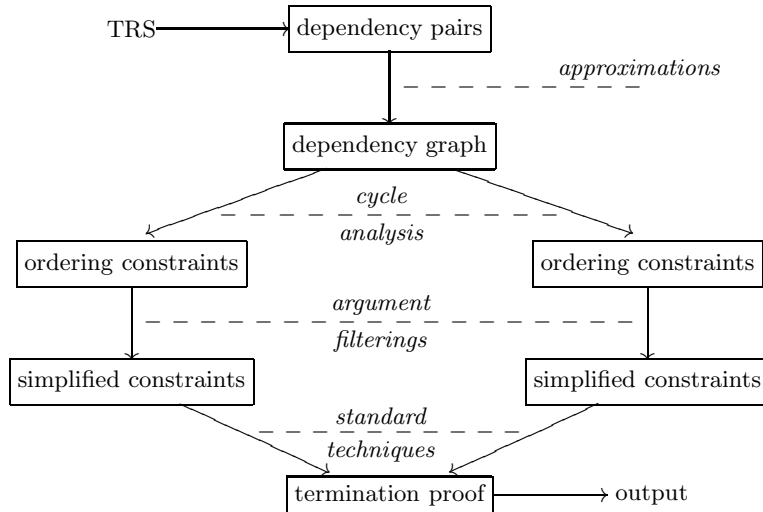 TRS
dependency pairs
approximations
dependency graph
cycle
analysis
ordering constraints
ordering constraints
argument
filterings
simplified constraints
simplified constraints
standard
techniques
termination proof
output